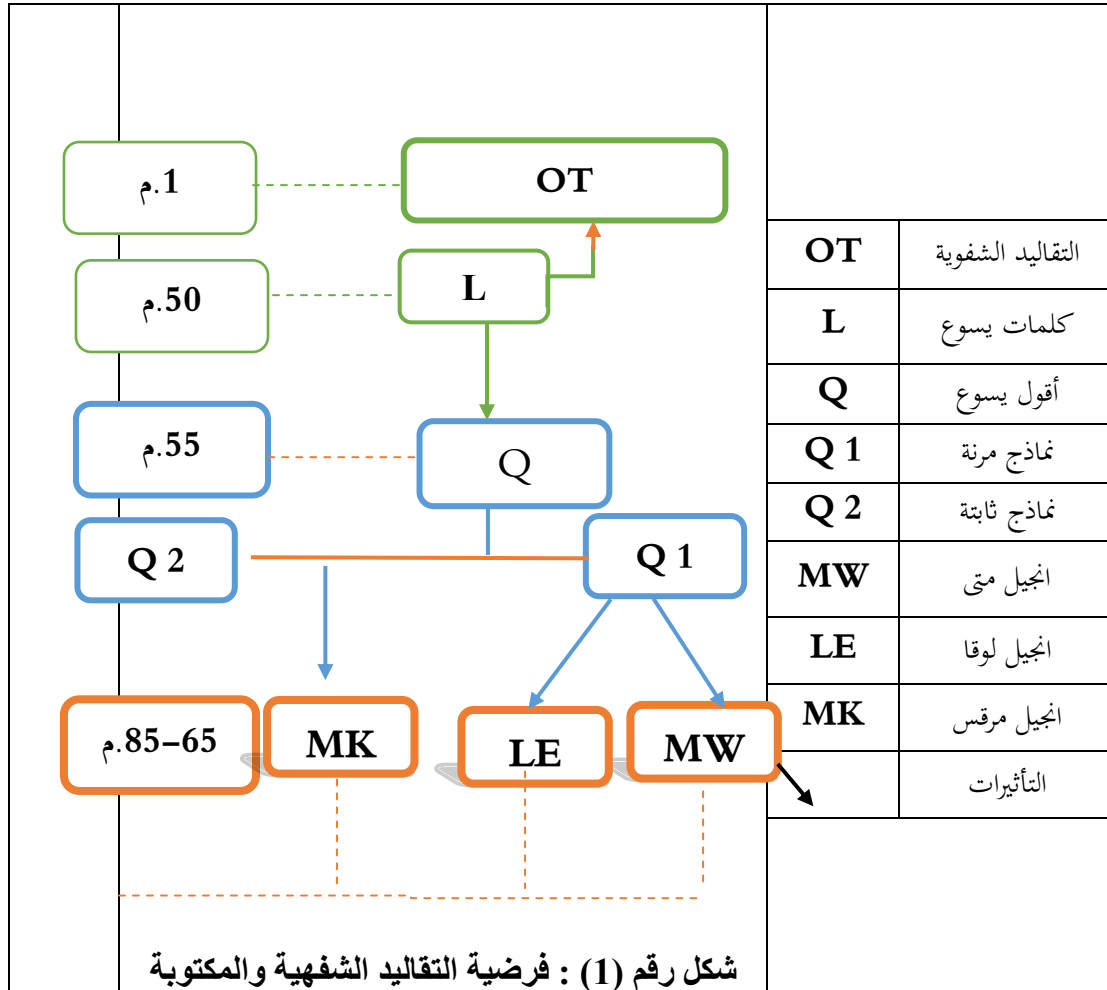 1.م
OT
50.م
L
55.م
Q
Q 2
Q 1
65–85.م
MK
LE
MW
OT التقاليد الشفوية
L كلمات يسوع
Q أقول يسوع
Q 1 نماذج مرنة
Q 2 نماذج ثابتة
MW انجيل متى
LE انجيل لوقا
MK انجيل مرقس
التأثيرات
شكل رقم (1) : فرضية التقاليد الشفهية والمكتوبة